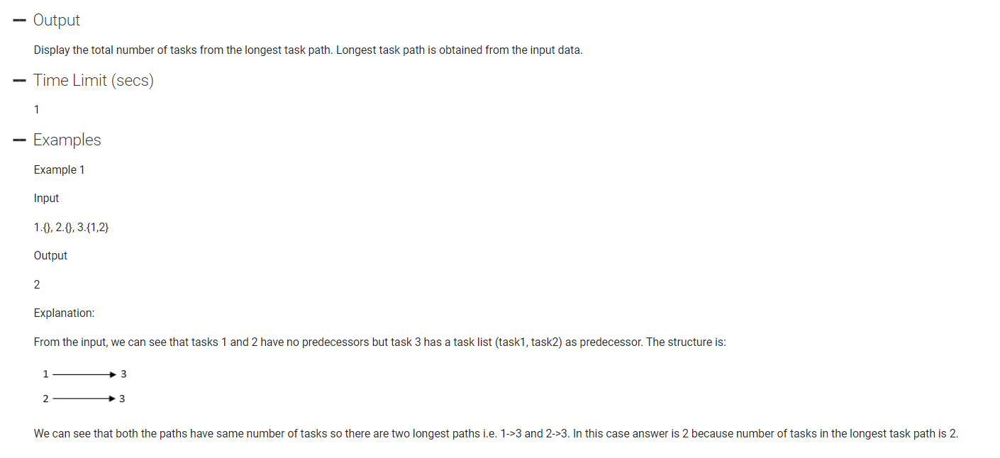 Output
Display the total number of tasks from the longest task path. Longest task path is obtained from the input data.
Time Limit (secs)
1
Examples
Example 1
Input
1.{}, 2.{}, 3.{1,2}
Output
2
Explanation:
From the input, we can see that tasks 1 and 2 have no predecessors but task 3 has a task list (task1, task2) as predecessor. The structure is:
1 3
2 3
We can see that both the paths have same number of tasks so there are two longest paths i.e. 1->3 and 2->3. In this case answer is 2 because number of tasks in the longest task path is 2.